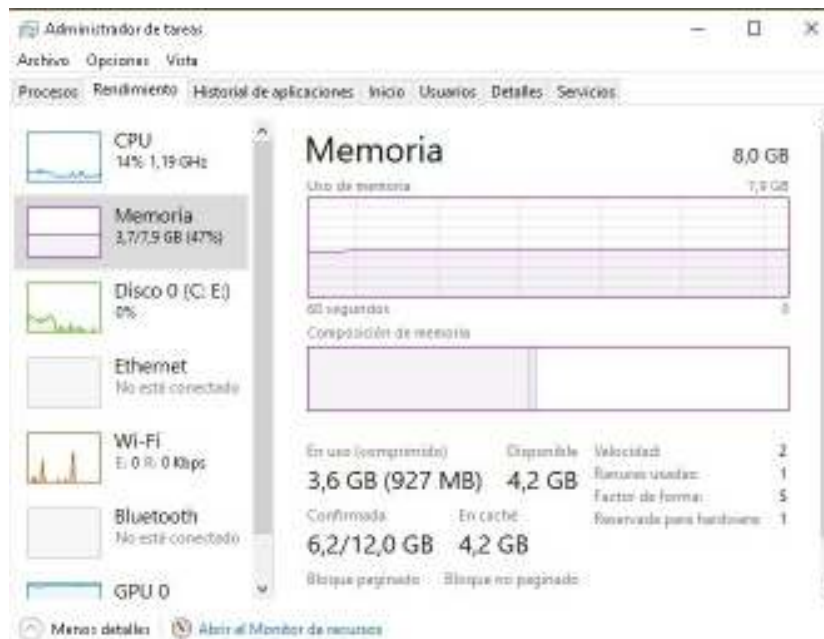 Administrador de tareas
Archivo Opciones Vista
Procesos Rendimiento Historial de aplicaciones Inicio Usuarios Detalles Servicios
CPU
14% 1,19 GHz
Memoria
3,7/7,9 GB (47%)
Disco 0 (C: E:)
0%
Ethernet
No está conectado
Wi-Fi
E: 0 R: 0 Kbps
Bluetooth
No está conectado
GPU 0
Memoria 8,0 GB
Uso de memoria 7,9 GB
60 segundos 0
Composición de memoria
En uso (comprimido) Disponible
3,6 GB (927 MB) 4,2 GB
Confirmada En caché
6,2/12,0 GB 4,2 GB
Bloque paginado Bloque no paginado
Velocidad: 2
Ranuras usadas: 1
Factor de forma: S
Reservada para hardware: 1
Menos detalles Abrir el Monitor de recursos